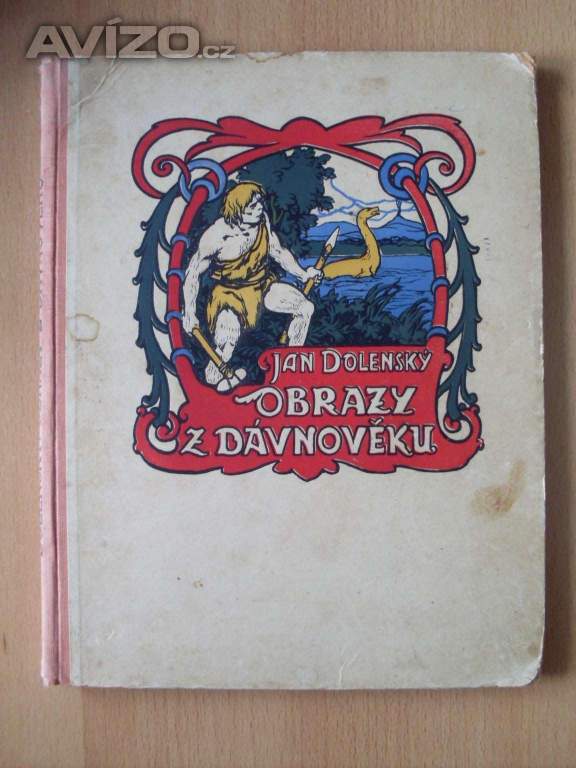 AVÍZO.cz
JAN DOLENSKÝ
OBRAZY
Z DÁVNOVĚKU.